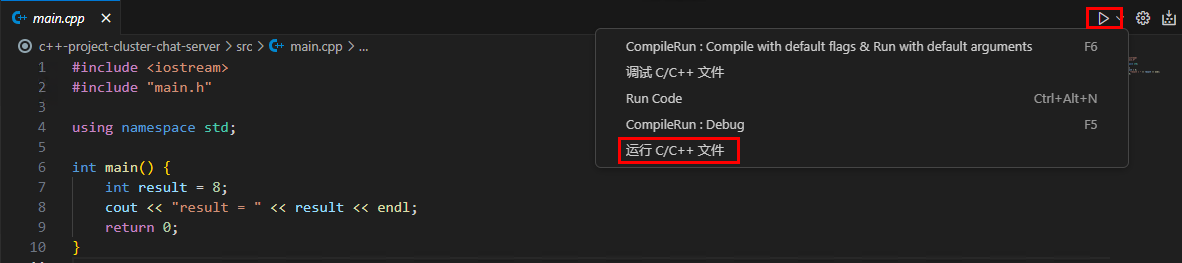 main.cpp
c++-project-cluster-chat-server > src > main.cpp > ...
1 #include <iostream>
2 #include "main.h"
3
4 using namespace std;
5
6 int main() {
7 int result = 8;
8 cout << "result = " << result << endl;
9 return 0;
10 }
CompileRun : Compile with default flags & Run with default arguments F6
调试 C/C++ 文件
Run Code Ctrl+Alt+N
CompileRun : Debug F5
运行 C/C++ 文件